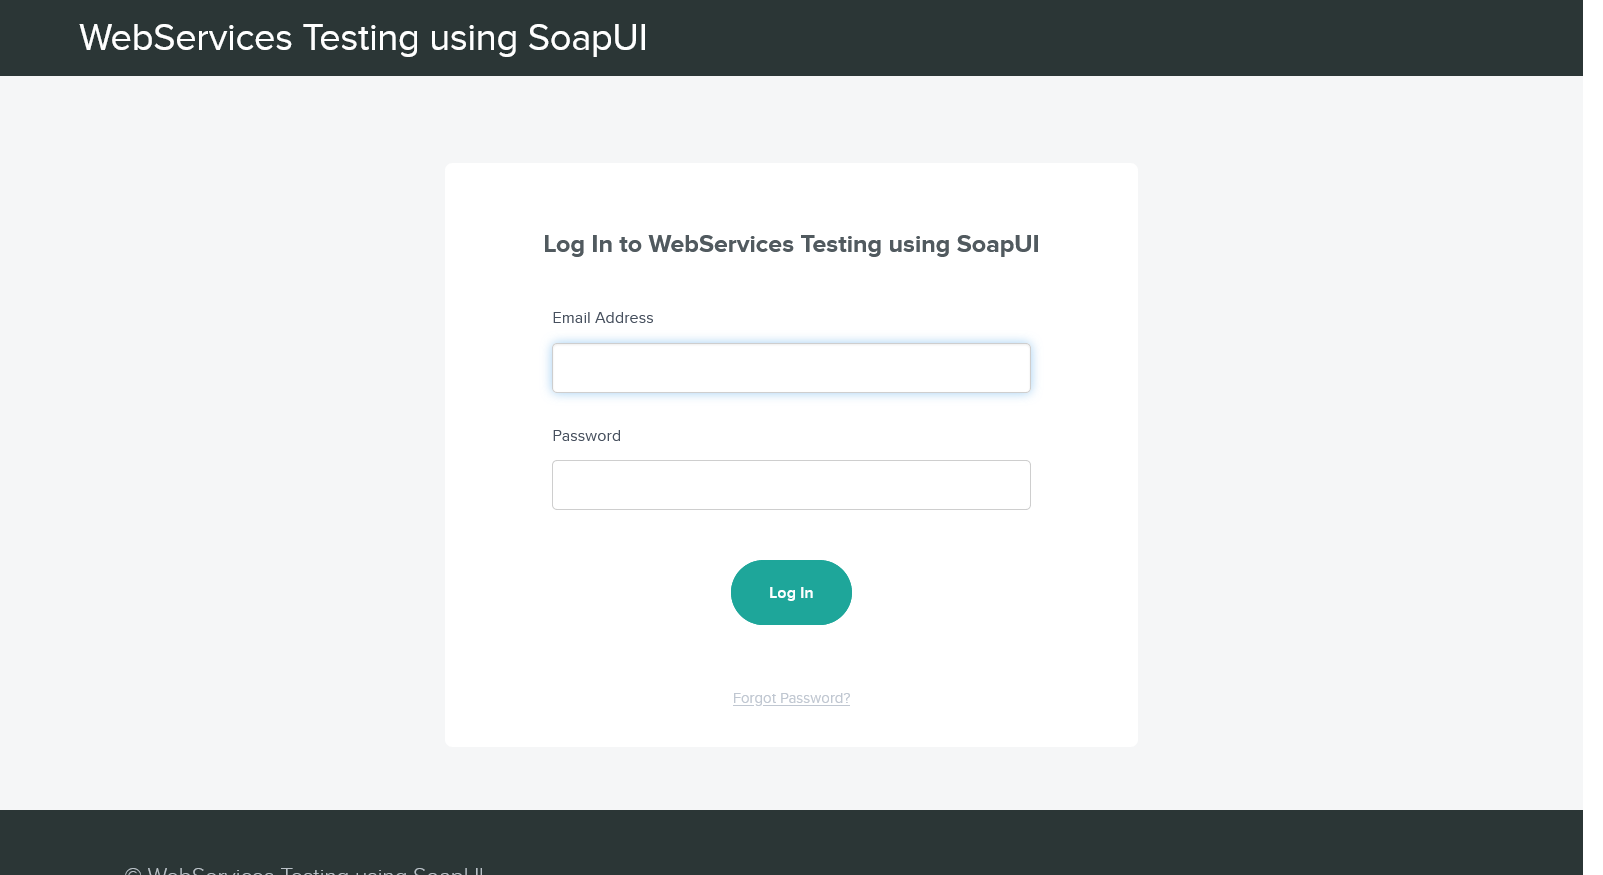 WebServices Testing using SoapUI
Log In to WebServices Testing using SoapUI
Email Address
Password
Log In
Forgot Password?
© WebServices Testing using SoapUI